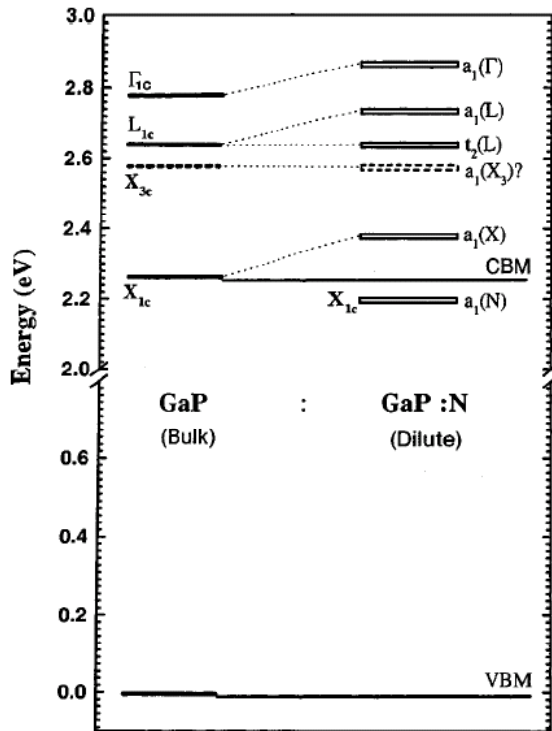 Energy (eV)
3.0
2.8
2.6
2.4
2.2
2.0
0.6
0.4
0.2
0.0
Γ₁c
L₁c
X₃c
X₁c
a₁(Γ)
a₁(L)
t₂(L)
a₁(X₃)?
a₁(X)
CBM
X₁c a₁(N)
GaP : GaP :N
(Bulk) (Dilute)
VBM